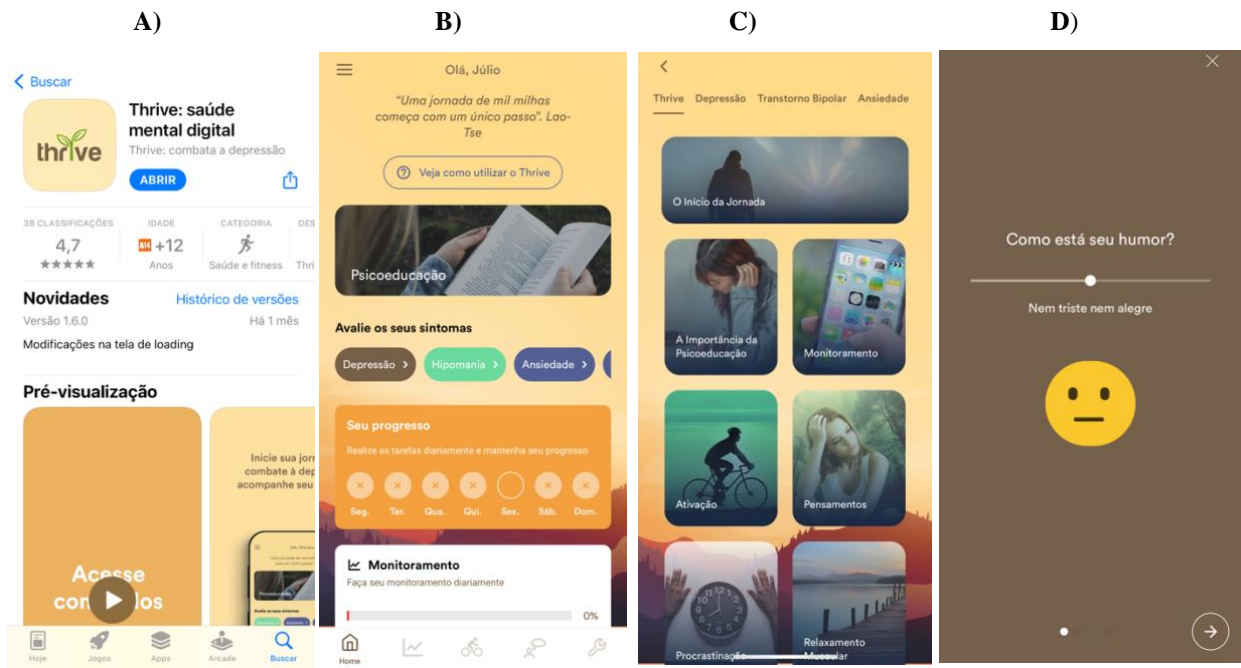 A)
B)
C)
D)
Buscar
thrive
Thrive: saúde
mental digital
Thrive: combata a depressão
ABRIR
38 CLASSIFICAÇÕES
4,7
★★★★★
IDADE
A14 +12
Anos
CATEGORIA
Saúde e fitness
DES
Thri
Novidades
Histórico de versões
Versão 1.6.0
Há 1 mês
Modificações na tela de loading
Pré-visualização
Acesse
Inicie sua jorn
combate à dep
acompanhe seu
Hoje
Jogos
Apps
Arcade
Buscar
Olá, Júlio
“Uma jornada de mil milhas
começa com um único passo”. Lao-
Tse
Veja como utilizar o Thrive
Psicoeducação
Avalie os seus sintomas
Depressão >
Hipomania >
Ansiedade >
Seu progresso
Realize as tarefas diariamente e mantenha seu progresso
Seg.
Ter.
Qua.
Qui.
Sex.
Sáb.
Dom.
Monitoramento
Faça seu monitoramento diariamente
0%
Home
Thrive
Depressão
Transtorno Bipolar
Ansiedade
O Início da Jornada
A Importância da
Psicoeducação
Monitoramento
Ativação
Pensamentos
Procrastinação
Relaxamento
Muscular
Como está seu humor?
Nem triste nem alegre